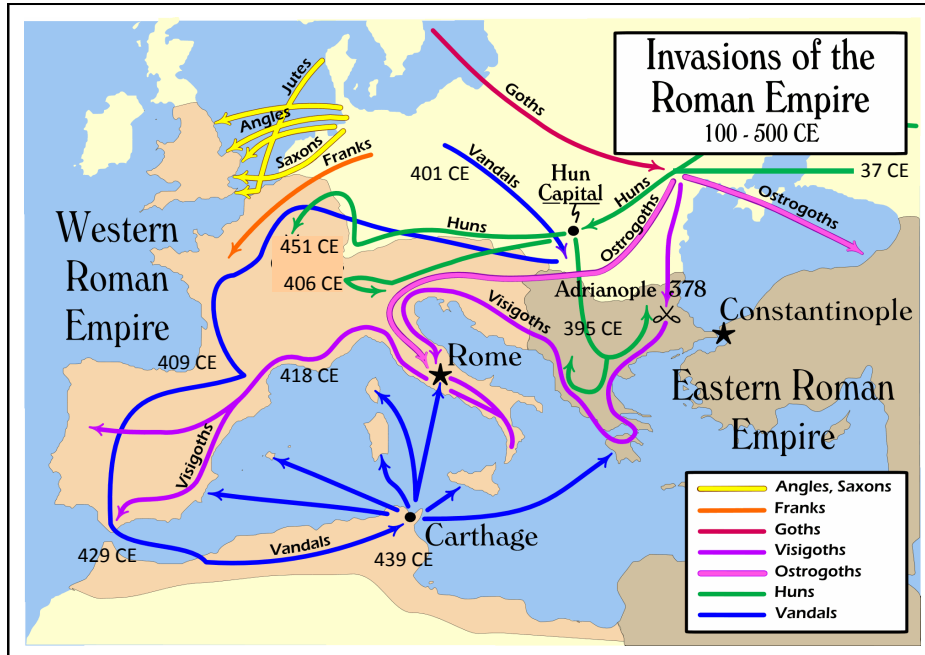 Invasions of the
Roman Empire
100 - 500 CE
Jutes
Angles
Saxons
Franks
Goths
Vandals
401 CE
Hun
Capital
Huns
37 CE
Ostrogoths
Ostrogoths
Huns
Western
Roman
Empire
451 CE
406 CE
Adrianople 378
Constantinople
Visigoths
395 CE
409 CE
418 CE
Rome
Eastern Roman
Empire
Visigoths
429 CE
Vandals
439 CE
Carthage
Angles, Saxons
Franks
Goths
Visigoths
Ostrogoths
Huns
Vandals